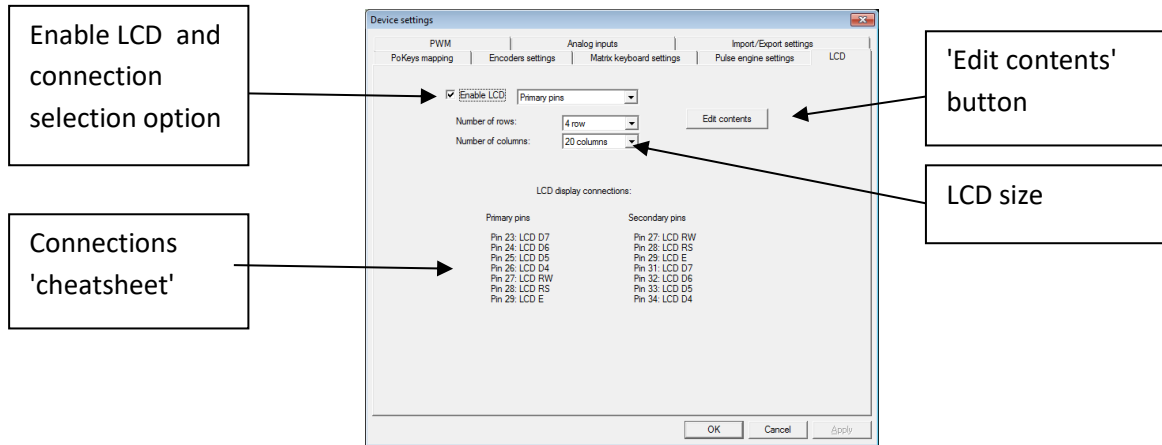 Enable LCD and
connection
selection option
Connections
'cheatsheet'
Device settings
PWM
Analog inputs
Import/Export settings
PoKeys mapping
Encoders settings
Matrix keyboard settings
Pulse engine settings
LCD
Enable LCD
Primary pins
Number of rows:
4 row
Number of columns:
20 columns
Edit contents
LCD display connections:
Primary pins
Pin 23: LCD D7
Pin 24: LCD D6
Pin 25: LCD D5
Pin 26: LCD D4
Pin 27: LCD RW
Pin 28: LCD RS
Pin 29: LCD E
Secondary pins
Pin 27: LCD RW
Pin 28: LCD RS
Pin 29: LCD E
Pin 31: LCD D7
Pin 32: LCD D6
Pin 33: LCD D5
Pin 34: LCD D4
OK
Cancel
Apply
'Edit contents'
button
LCD size